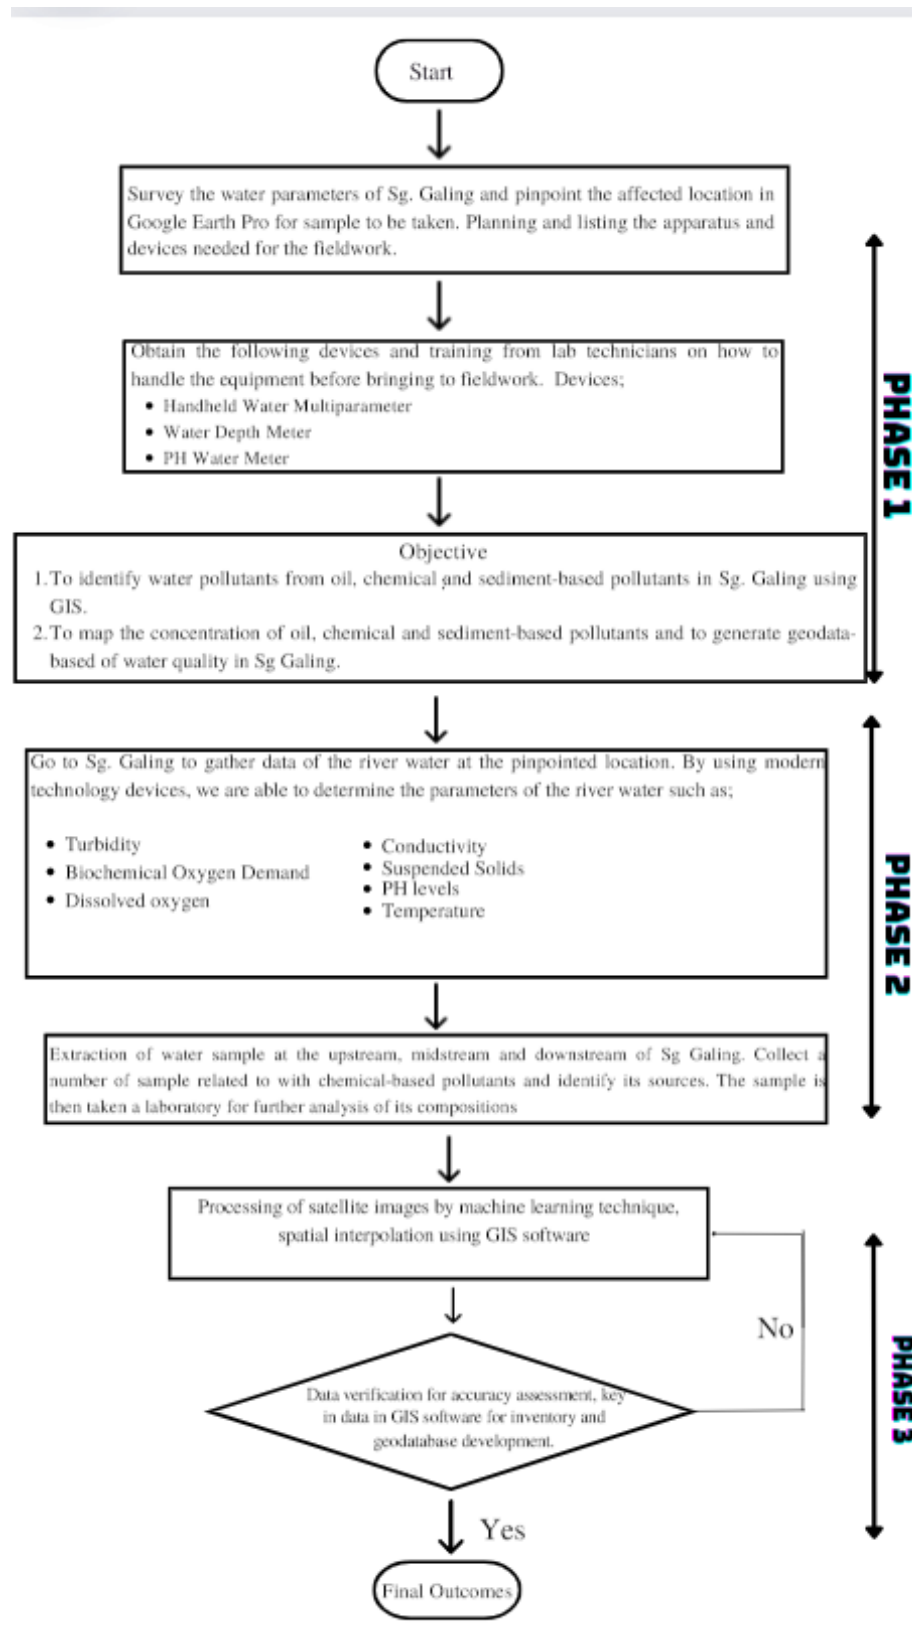 Start
Survey the water parameters of Sg. Galing and pinpoint the affected location in
Google Earth Pro for sample to be taken. Planning and listing the apparatus and
devices needed for the fieldwork.
Obtain the following devices and training from lab technicians on how to
handle the equipment before bringing to fieldwork. Devices;
• Handheld Water Multiparameter
• Water Depth Meter
• PH Water Meter
Objective
1. To identify water pollutants from oil, chemical and sediment-based pollutants in Sg. Galing using
GIS.
2. To map the concentration of oil, chemical and sediment-based pollutants and to generate geodata-
based of water quality in Sg Galing.
PHASE 1
Go to Sg. Galing to gather data of the river water at the pinpointed location. By using modern
technology devices, we are able to determine the parameters of the river water such as;
• Turbidity
• Biochemical Oxygen Demand
• Dissolved oxygen
• Conductivity
• Suspended Solids
• PH levels
• Temperature
Extraction of water sample at the upstream, midstream and downstream of Sg Galing. Collect a
number of sample related to with chemical-based pollutants and identify its sources. The sample is
then taken a laboratory for further analysis of its compositions
PHASE 2
Processing of satellite images by machine learning technique,
spatial interpolation using GIS software
No
Data verification for accuracy assessment, key
in data in GIS software for inventory and
geodatabase development.
Yes
Final Outcomes
PHASE 3